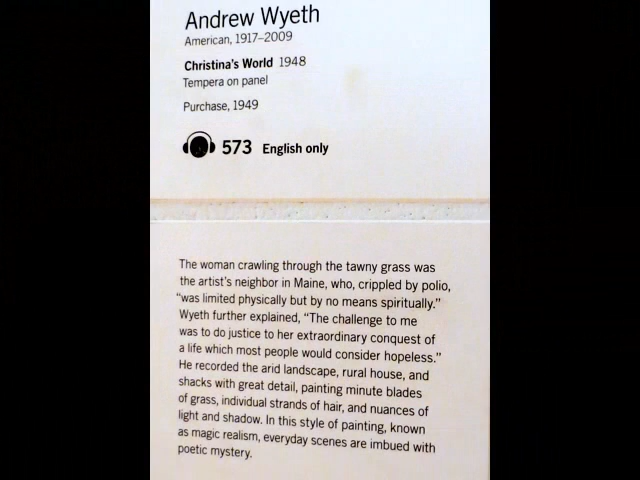 Andrew Wyeth
American, 1917–2009
Christina's World 1948
Tempera on panel
Purchase, 1949
573 English only
The woman crawling through the tawny grass was
the artist's neighbor in Maine, who, crippled by polio,
"was limited physically but by no means spiritually."
Wyeth further explained, "The challenge to me
was to do justice to her extraordinary conquest of
a life which most people would consider hopeless."
He recorded the arid landscape, rural house, and
shacks with great detail, painting minute blades
of grass, individual strands of hair, and nuances of
light and shadow. In this style of painting, known
as magic realism, everyday scenes are imbued with
poetic mystery.